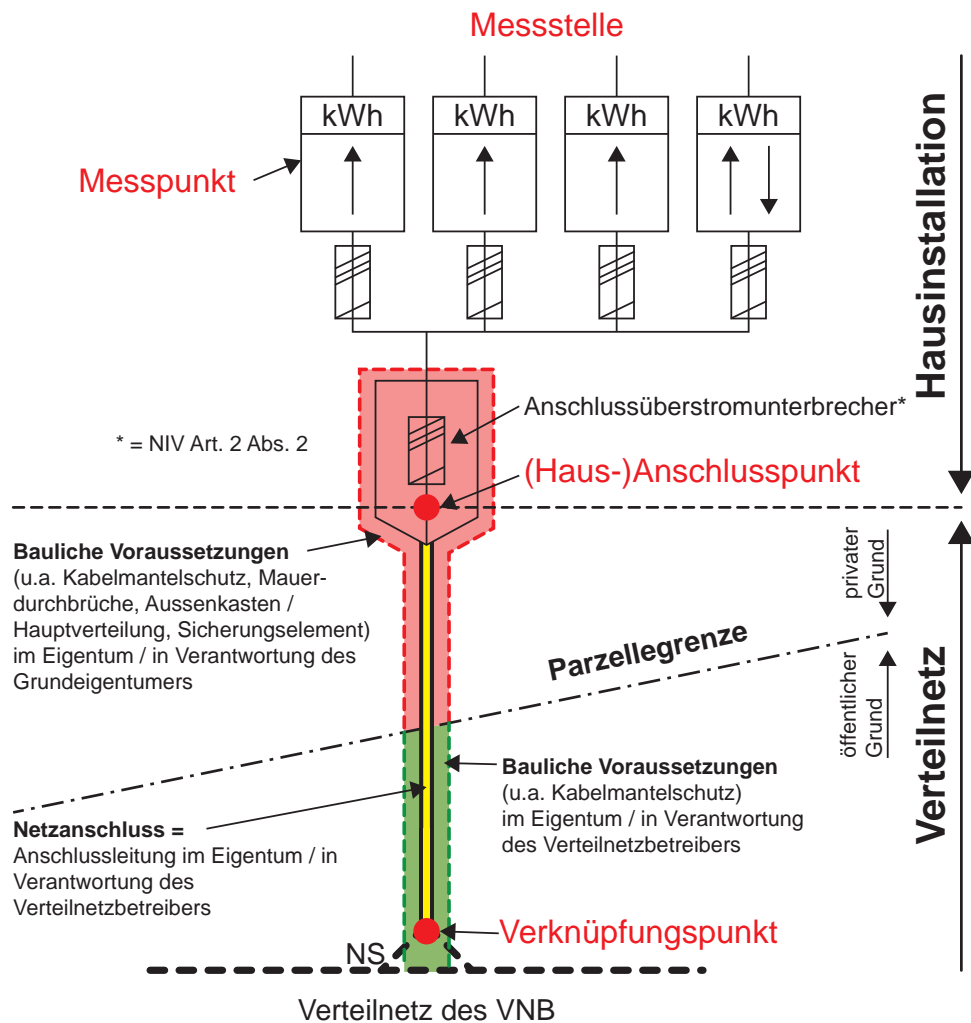 Messstelle
kWh
kWh
kWh
kWh
Messpunkt
Hausinstallation
Anschlussüberstromunterbrecher*
* = NIV Art. 2 Abs. 2
(Haus-)Anschlusspunkt
Bauliche Voraussetzungen
(u.a. Kabelmantelschutz, Mauer-
durchbrüche, Aussenkasten /
Hauptverteilung, Sicherungselement)
im Eigentum / in Verantwortung des
Grundeigentumers
privater
Grund
Parzellegrenze
öffentlicher
Grund
Verteilnetz
Bauliche Voraussetzungen
(u.a. Kabelmantelschutz)
im Eigentum / in Verantwortung
des Verteilnetzbetreibers
Netzanschluss =
Anschlussleitung im Eigentum / in
Verantwortung des
Verteilnetzbetreibers
Verknüpfungspunkt
NS
Verteilnetz des VNB